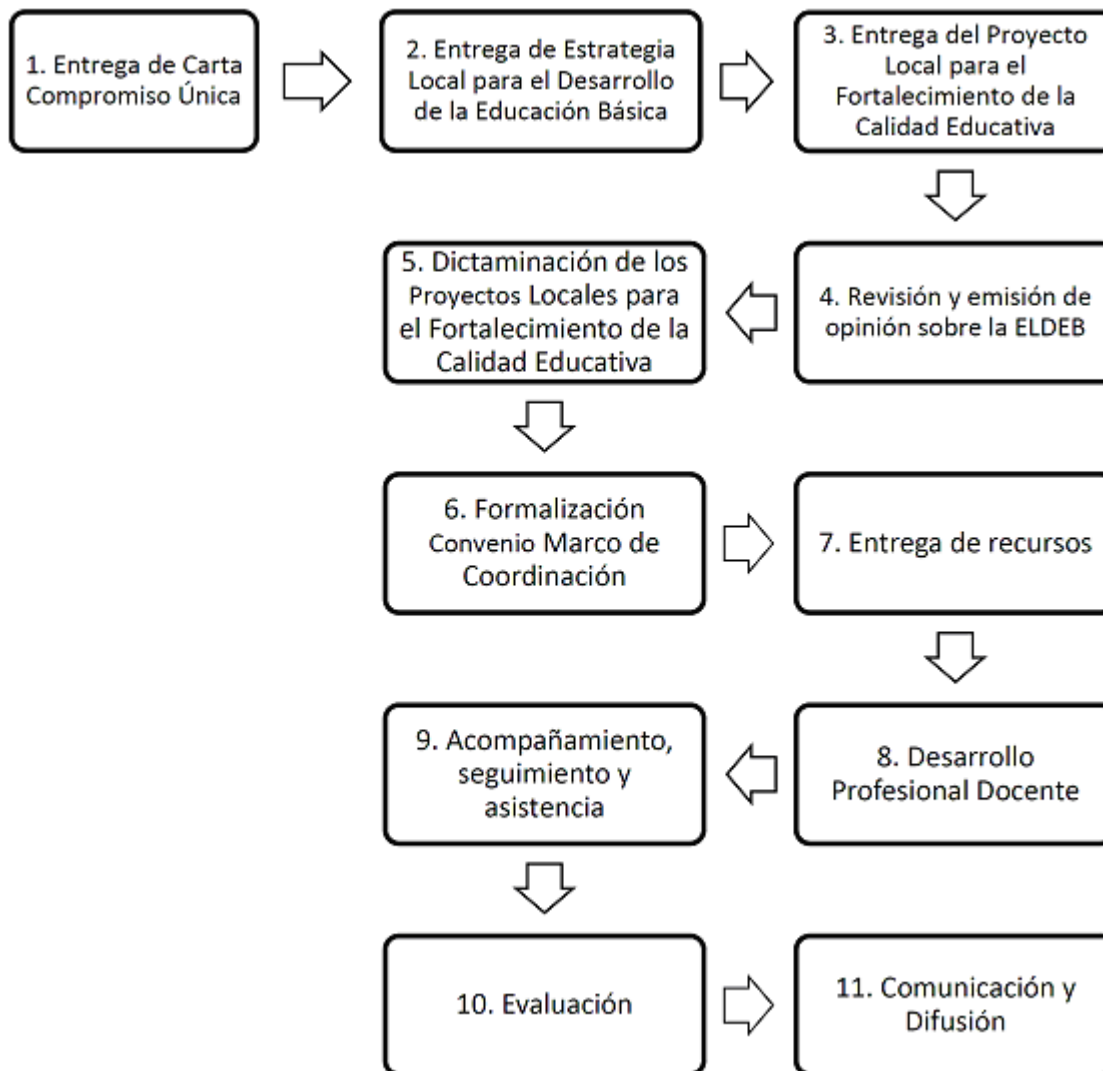 1. Entrega de Carta
Compromiso Única
2. Entrega de Estrategia
Local para el Desarrollo
de la Educación Básica
3. Entrega del Proyecto
Local para el
Fortalecimiento de la
Calidad Educativa
4. Revisión y emisión de
opinión sobre la ELDEB
5. Dictaminación de los
Proyectos Locales para
el Fortalecimiento de la
Calidad Educativa
6. Formalización
Convenio Marco de
Coordinación
7. Entrega de recursos
8. Desarrollo
Profesional Docente
9. Acompañamiento,
seguimiento y
asistencia
10. Evaluación
11. Comunicación y
Difusión